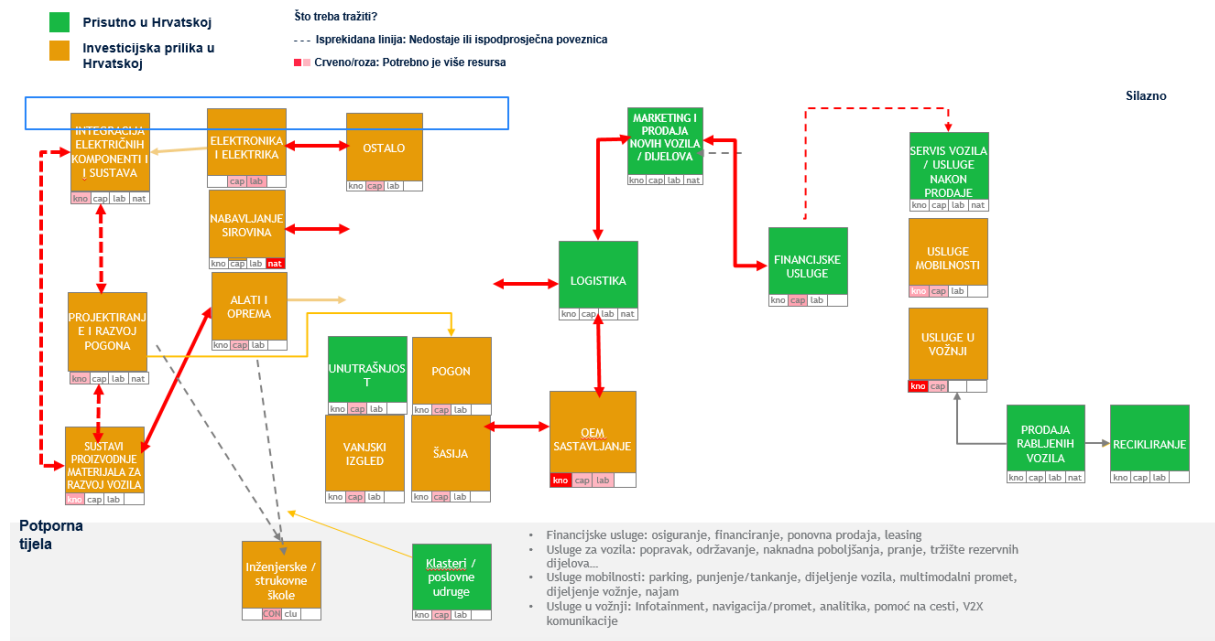 Prisutno u Hrvatskoj
Investicijska prilika u
Hrvatskoj
Što treba tražiti?
Isprekidana linija: Nedostaje ili ispodprosječna poveznica
Crveno/roza: Potrebno je više resursa
Silazno
INTEGRACIJA
ELEKTRIČNIH
KOMPONENTI I
I SUSTAVA
kno cap lab nat
ELEKTRONIKA
I ELEKTRIKA
cap lab
OSTALO
kno cap lab
NABAVLJANJE
SIROVINA
kno cap lab nat
ALATI I
OPREMA
kno cap lab
PROJEKTIRANJ
E I RAZVOJ
POGONA
kno cap lab nat
SUSTAVI
PROIZVODNJE
MATERIJALA ZA
RAZVOJ VOZILA
kno cap lab
UNUTRAŠNJOS
T
kno cap lab
POGON
kno cap lab
VANJSKI
IZGLED
kno cap lab
ŠASIJA
kno cap lab
MARKETING I
PRODAJA
NOVIH VOZILA
/ DIJELOVA
kno cap lab nat
LOGISTIKA
kno cap lab nat
OEM
SASTAVLJANJE
kno cap lab
FINANCIJSKE
USLUGE
kno cap lab
SERVIS VOZILA
/ USLUGE
NAKON
PRODAJE
kno cap lab nat
USLUGE
MOBILNOSTI
kno cap lab
USLUGE U
VOŽNJI
kno cap
PRODAJA
RABLJENIH
VOZILA
kno cap lab nat
RECIKLIRANJE
kno cap lab
Potporna
tijela
Inženjerske /
strukovne
škole
CON clu
Klasteri /
poslovne
udruge
kno cap lab
• Financijske usluge: osiguranje, financiranje, ponovna prodaja, leasing
• Usluge za vozila: popravak, održavanje, naknadna poboljšanja, pranje, tržište rezervnih
dijelova…
• Usluge mobilnosti: parking, punjenje/tankanje, dijeljenje vozila, multimodalni promet,
dijeljenje vožnje, najam
• Usluge u vožnji: Infotainment, navigacija/promet, analitika, pomoć na cesti, V2X
komunikacije